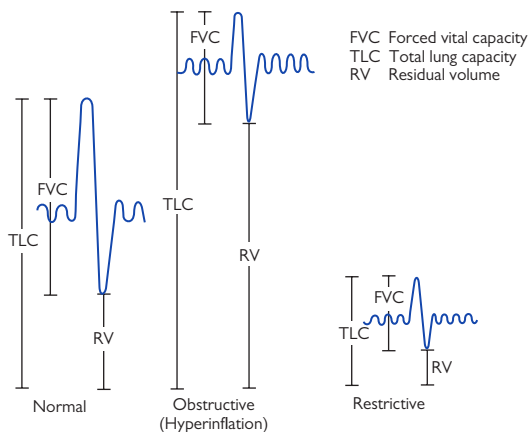 FVC Forced vital capacity
TLC Total lung capacity
RV Residual volume
FVC
TLC
RV
FVC
TLC
RV
FVC
TLC
RV
Normal
Obstructive
(Hyperinflation)
Restrictive